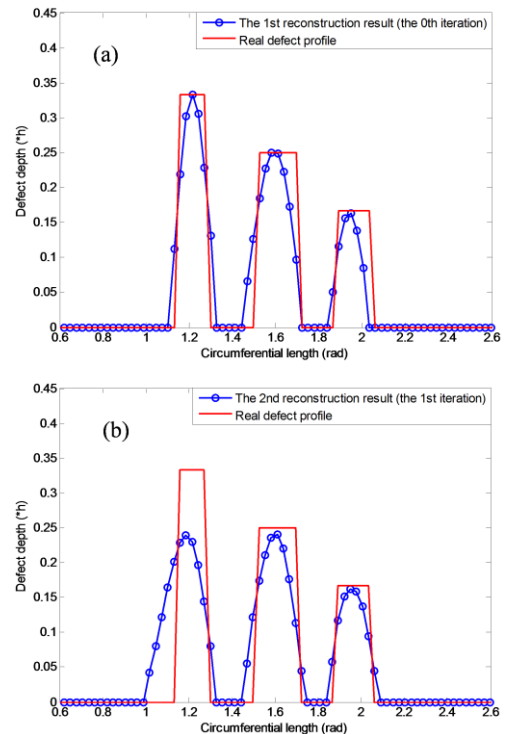 0.45
0.4
0.35
0.3
0.25
0.2
0.15
0.1
0.05
0
Defect depth (*h)
(a)
The 1st reconstruction result (the 0th iteration)
Real defect profile
0.6 0.8 1 1.2 1.4 1.6 1.8 2 2.2 2.4 2.6
Circumferential length (rad)
0.45
0.4
0.35
0.3
0.25
0.2
0.15
0.1
0.05
0
Defect depth (*h)
(b)
The 2nd reconstruction result (the 1st iteration)
Real defect profile
0.6 0.8 1 1.2 1.4 1.6 1.8 2 2.2 2.4 2.6
Circumferential length (rad)